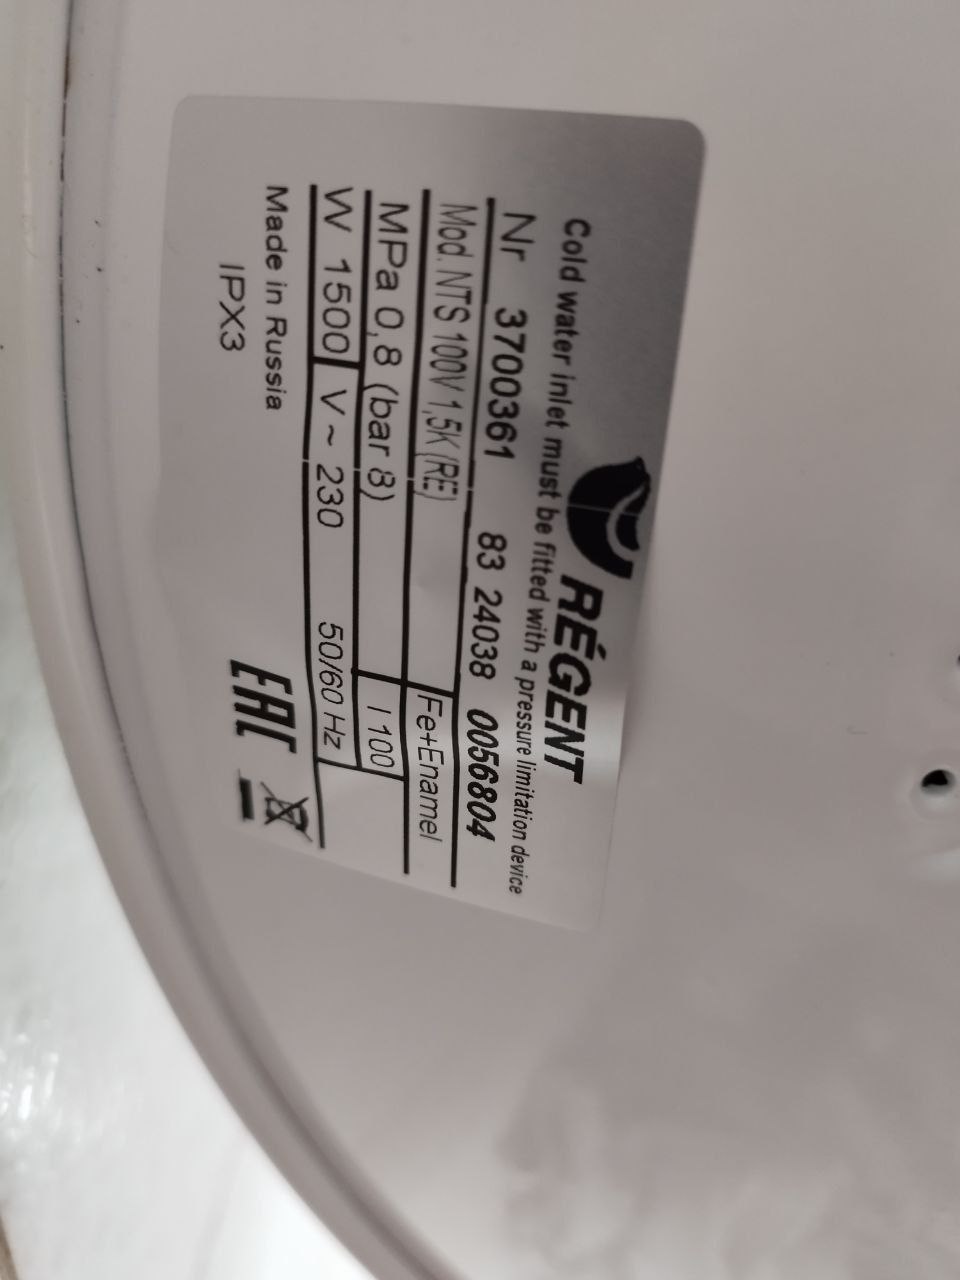 RÉGENT
Cold water inlet must be fitted with a pressure limitation device
Nr 3700361 83 24038 0056804
Mod. NTS 100V 1,5K (RE) Fe+Enamel
MPa 0,8 (bar 8) l 100
W 1500 V~ 230 50/60 Hz
Made in Russia
IPX3
EAC